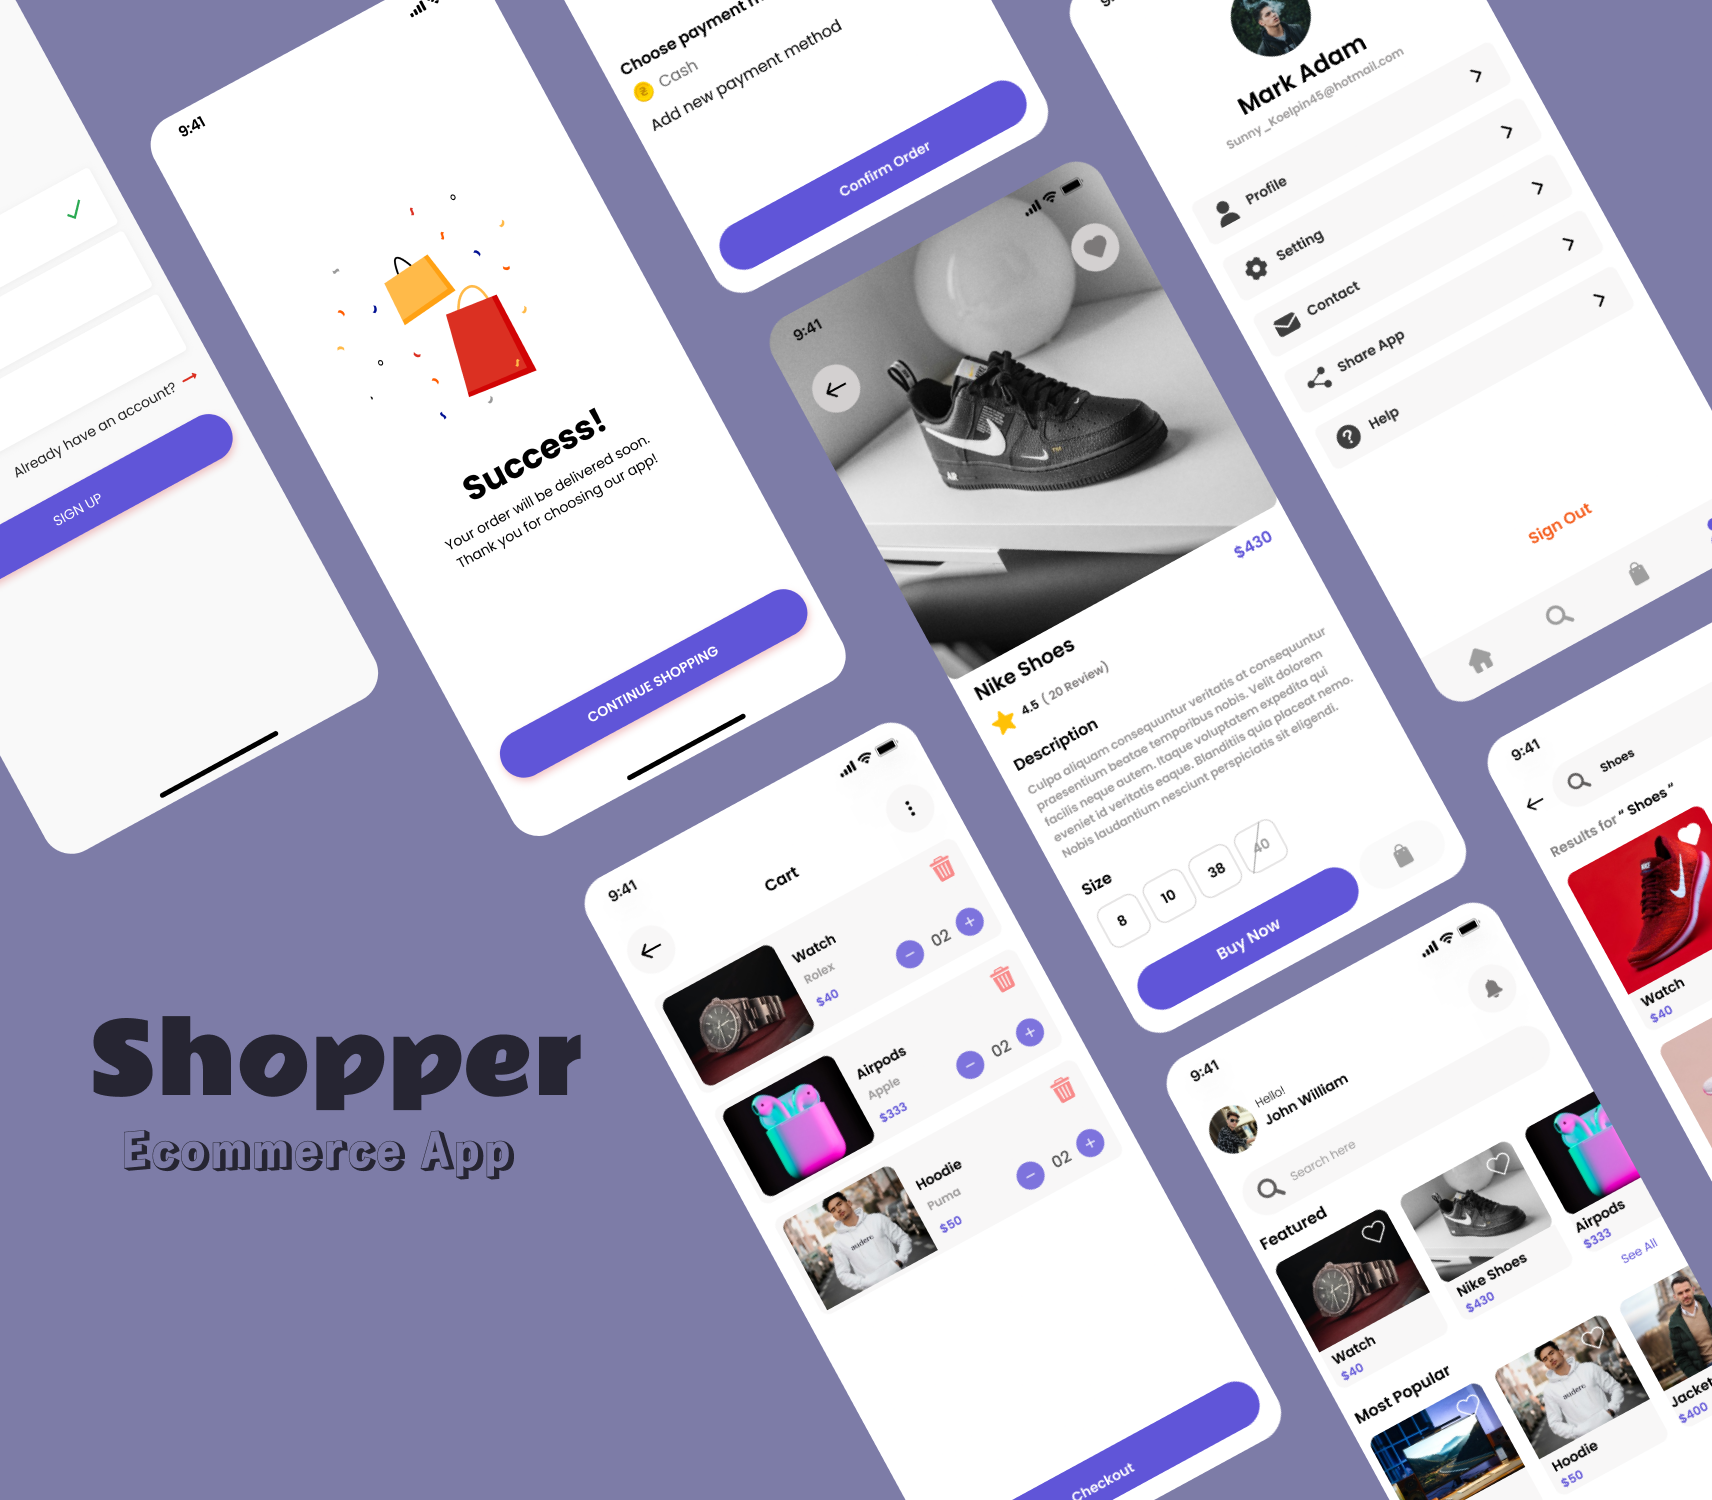 Already have an account?
SIGN UP
9:41
Success!
Your order will be delivered soon.
Thank you for choosing our app!
CONTINUE SHOPPING
Cash
Add new payment method
Confirm Order
9:41
$430
Nike Shoes
4.5 ( 20 Review)
Description
Culpa aliquam consequuntur veritatis at consequuntur
praesentium beatae temporibus nobis. Velit dolorem
facilis neque autem. Itaque voluptatem expedita qui
eveniet id veritatis eaque. Blanditiis quia placeat nemo.
Nobis laudantium nesciunt perspiciatis sit eligendi.
Size
8
10
38
40
Buy Now
Mark Adam
Sunny_Koelpin45@hotmail.com
Profile
Setting
Contact
Share App
Help
Sign Out
Shopper
Ecommerce App
9:41
Cart
Watch
Rolex
$40
02
Airpods
Apple
$333
02
Hoodie
Puma
$50
02
Checkout
9:41
Hello!
John William
Search here
Featured
Watch
$40
Nike Shoes
$430
Airpods
$333
See All
Most Popular
Hoodie
$50
Jacket
$400
9:41
Shoes
Results for “ Shoes “
Watch
$40